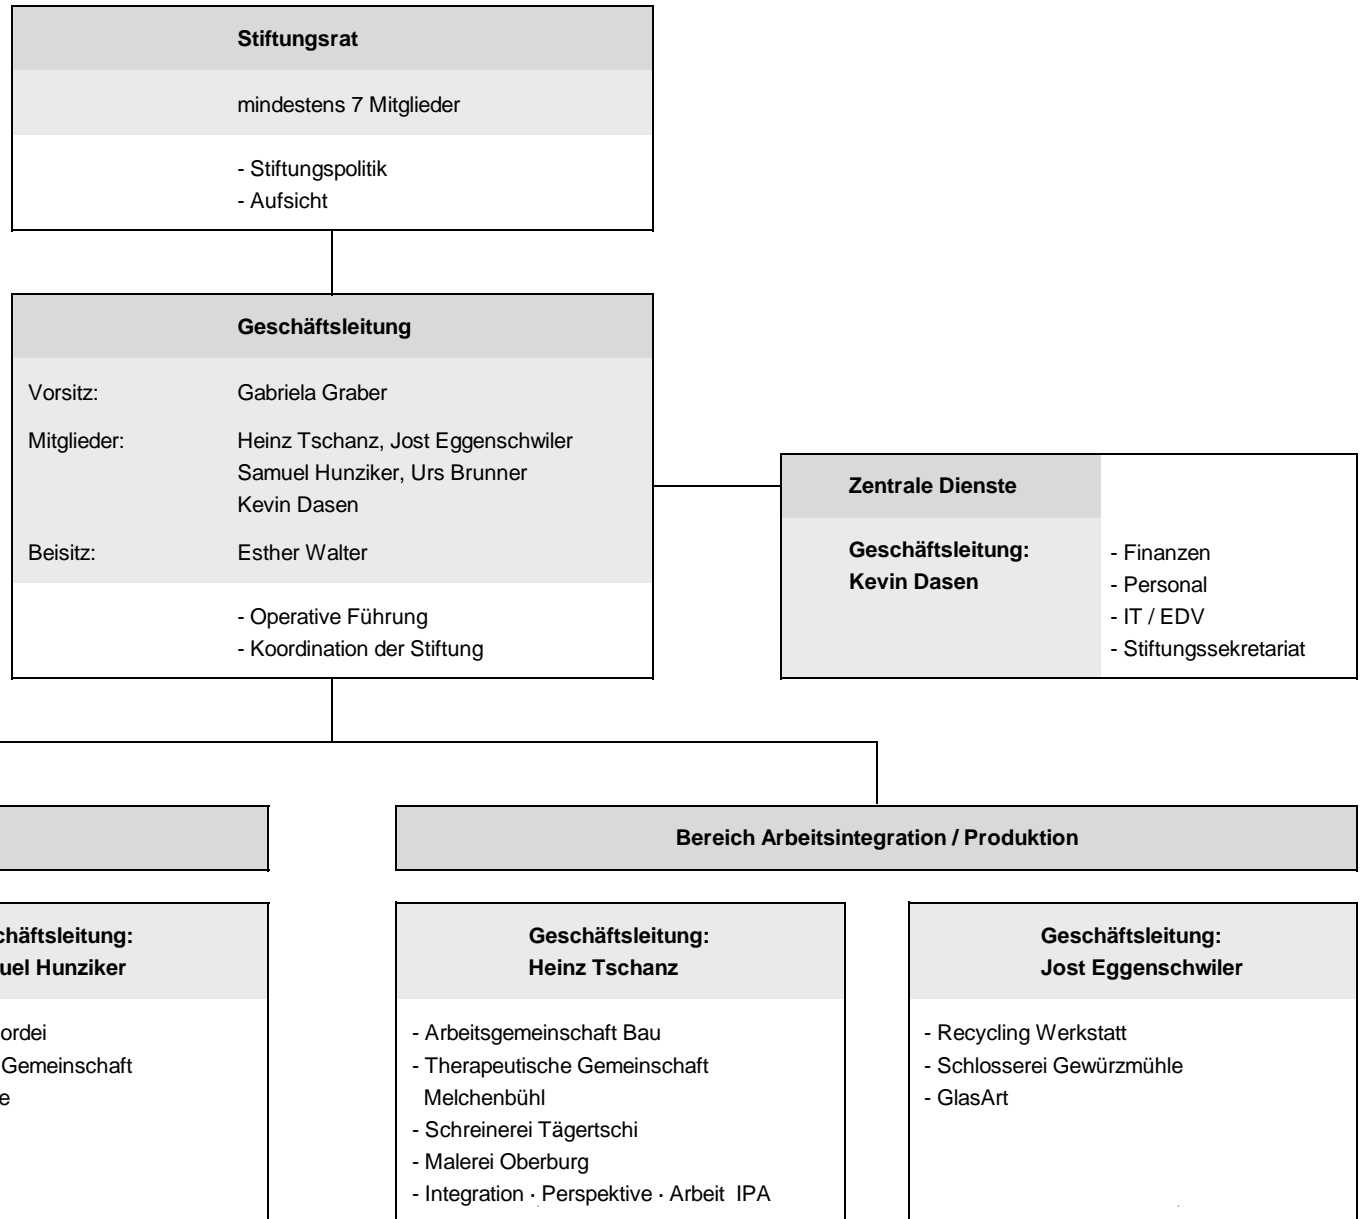 Stiftungsrat
mindestens 7 Mitglieder
- Stiftungspolitik
- Aufsicht
Geschäftsleitung
Vorsitz: Gabriela Graber
Mitglieder: Heinz Tschanz, Jost Eggenschwiler
Samuel Hunziker, Urs Brunner
Kevin Dasen
Beisitz: Esther Walter
- Operative Führung
- Koordination der Stiftung
Zentrale Dienste
Geschäftsleitung:
Kevin Dasen
- Finanzen
- Personal
- IT / EDV
- Stiftungssekretariat
Bereich Arbeitsintegration / Produktion
chäftsleitung:
uel Hunziker
ordei
Gemeinschaft
e
Geschäftsleitung:
Heinz Tschanz
- Arbeitsgemeinschaft Bau
- Therapeutische Gemeinschaft
Melchenbühl
- Schreinerei Tägertschi
- Malerei Oberburg
- Integration · Perspektive · Arbeit IPA
Geschäftsleitung:
Jost Eggenschwiler
- Recycling Werkstatt
- Schlosserei Gewürzmühle
- GlasArt